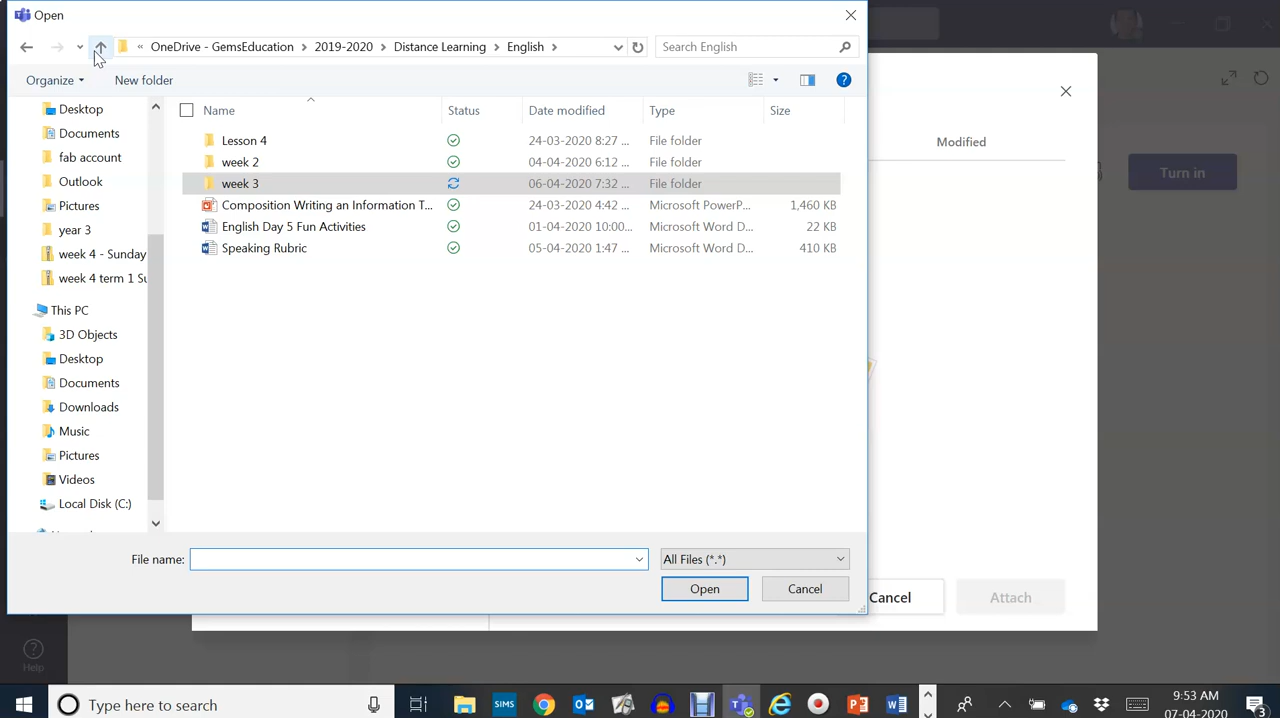 Open
« OneDrive - GemsEducation > 2019-2020 > Distance Learning > English >
Search English
Organize
New folder
Name
Status
Date modified
Type
Size
Modified
Lesson 4
24-03-2020 8:27 ...
File folder
week 2
04-04-2020 6:12 ...
File folder
week 3
06-04-2020 7:32 ...
File folder
Composition Writing an Information T...
24-03-2020 4:42 ...
Microsoft PowerP...
1,460 KB
English Day 5 Fun Activities
01-04-2020 10:00...
Microsoft Word D...
22 KB
Speaking Rubric
05-04-2020 1:47 ...
Microsoft Word D...
410 KB
Desktop
Documents
fab account
Outlook
Pictures
year 3
week 4 - Sunday
week 4 term 1 Su
This PC
3D Objects
Desktop
Documents
Downloads
Music
Pictures
Videos
Local Disk (C:)
Turn in
File name:
All Files (*.*)
Open
Cancel
Cancel
Attach
Help
Type here to search
SIMS
9:53 AM
07-04-2020
3